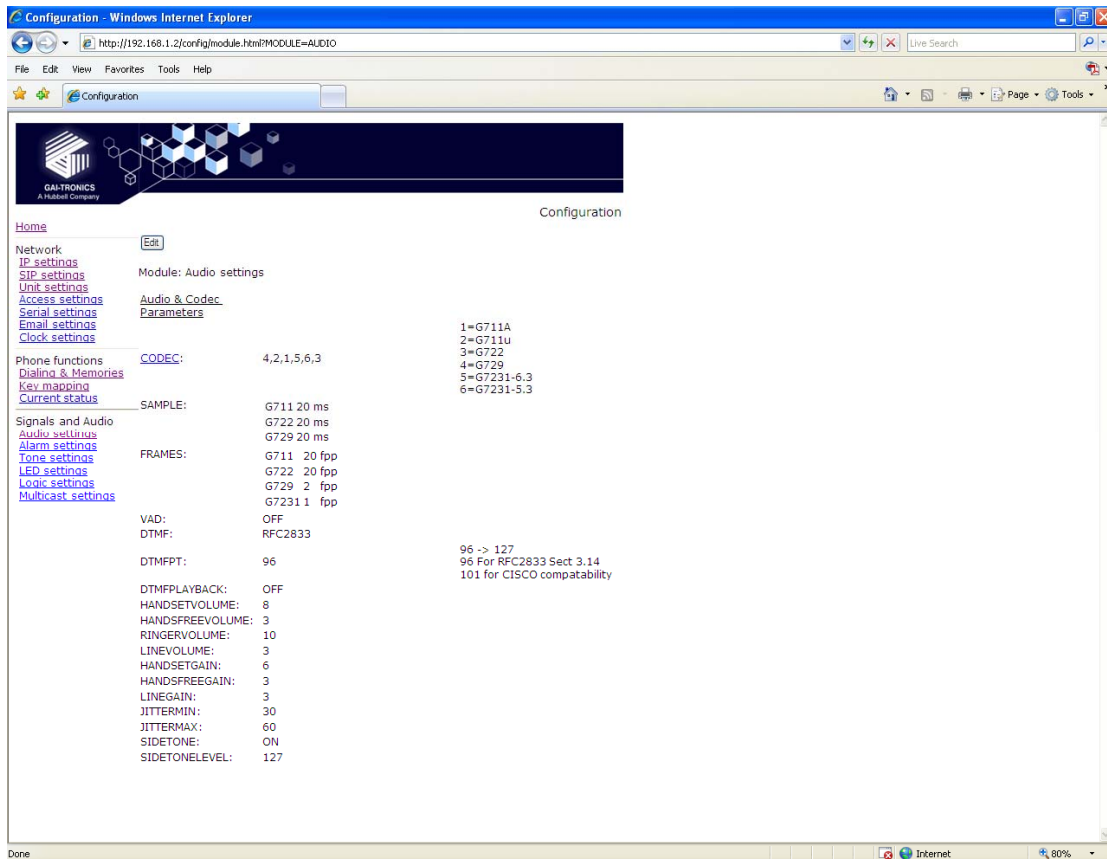 Configuration - Windows Internet Explorer
http://192.168.1.2/config/module.html?MODULE=AUDIO
Live Search
File Edit View Favorites Tools Help
Configuration
Page Tools
GAI-TRONICS
A Hubbell Company
Configuration
Home
Edit
Network
IP settings
SIP settings
Unit settings
Access settings
Serial settings
Email settings
Clock settings
Phone functions
Dialing & Memories
Key mapping
Current status
Signals and Audio
Audio settings
Alarm settings
Tone settings
LED settings
Logic settings
Multicast settings
Module: Audio settings
Audio & Codec
Parameters
CODEC: 4,2,1,5,6,3
1=G711A
2=G711u
3=G722
4=G729
5=G7231-6.3
6=G7231-5.3
SAMPLE: G711 20 ms
G722 20 ms
G729 20 ms
FRAMES: G711 20 fpp
G722 20 fpp
G729 2 fpp
G7231 1 fpp
VAD: OFF
DTMF: RFC2833
DTMFPT: 96
96 -> 127
96 For RFC2833 Sect 3.14
101 for CISCO compatability
DTMFPLAYBACK: OFF
HANDSETVOLUME: 8
HANDSFREEVOLUME: 3
RINGERVOLUME: 10
LINEVOLUME: 3
HANDSETGAIN: 6
HANDSFREEGAIN: 3
LINEGAIN: 3
JITTERMIN: 30
JITTERMAX: 60
SIDETONE: ON
SIDETONELEVEL: 127
Done
Internet
80%